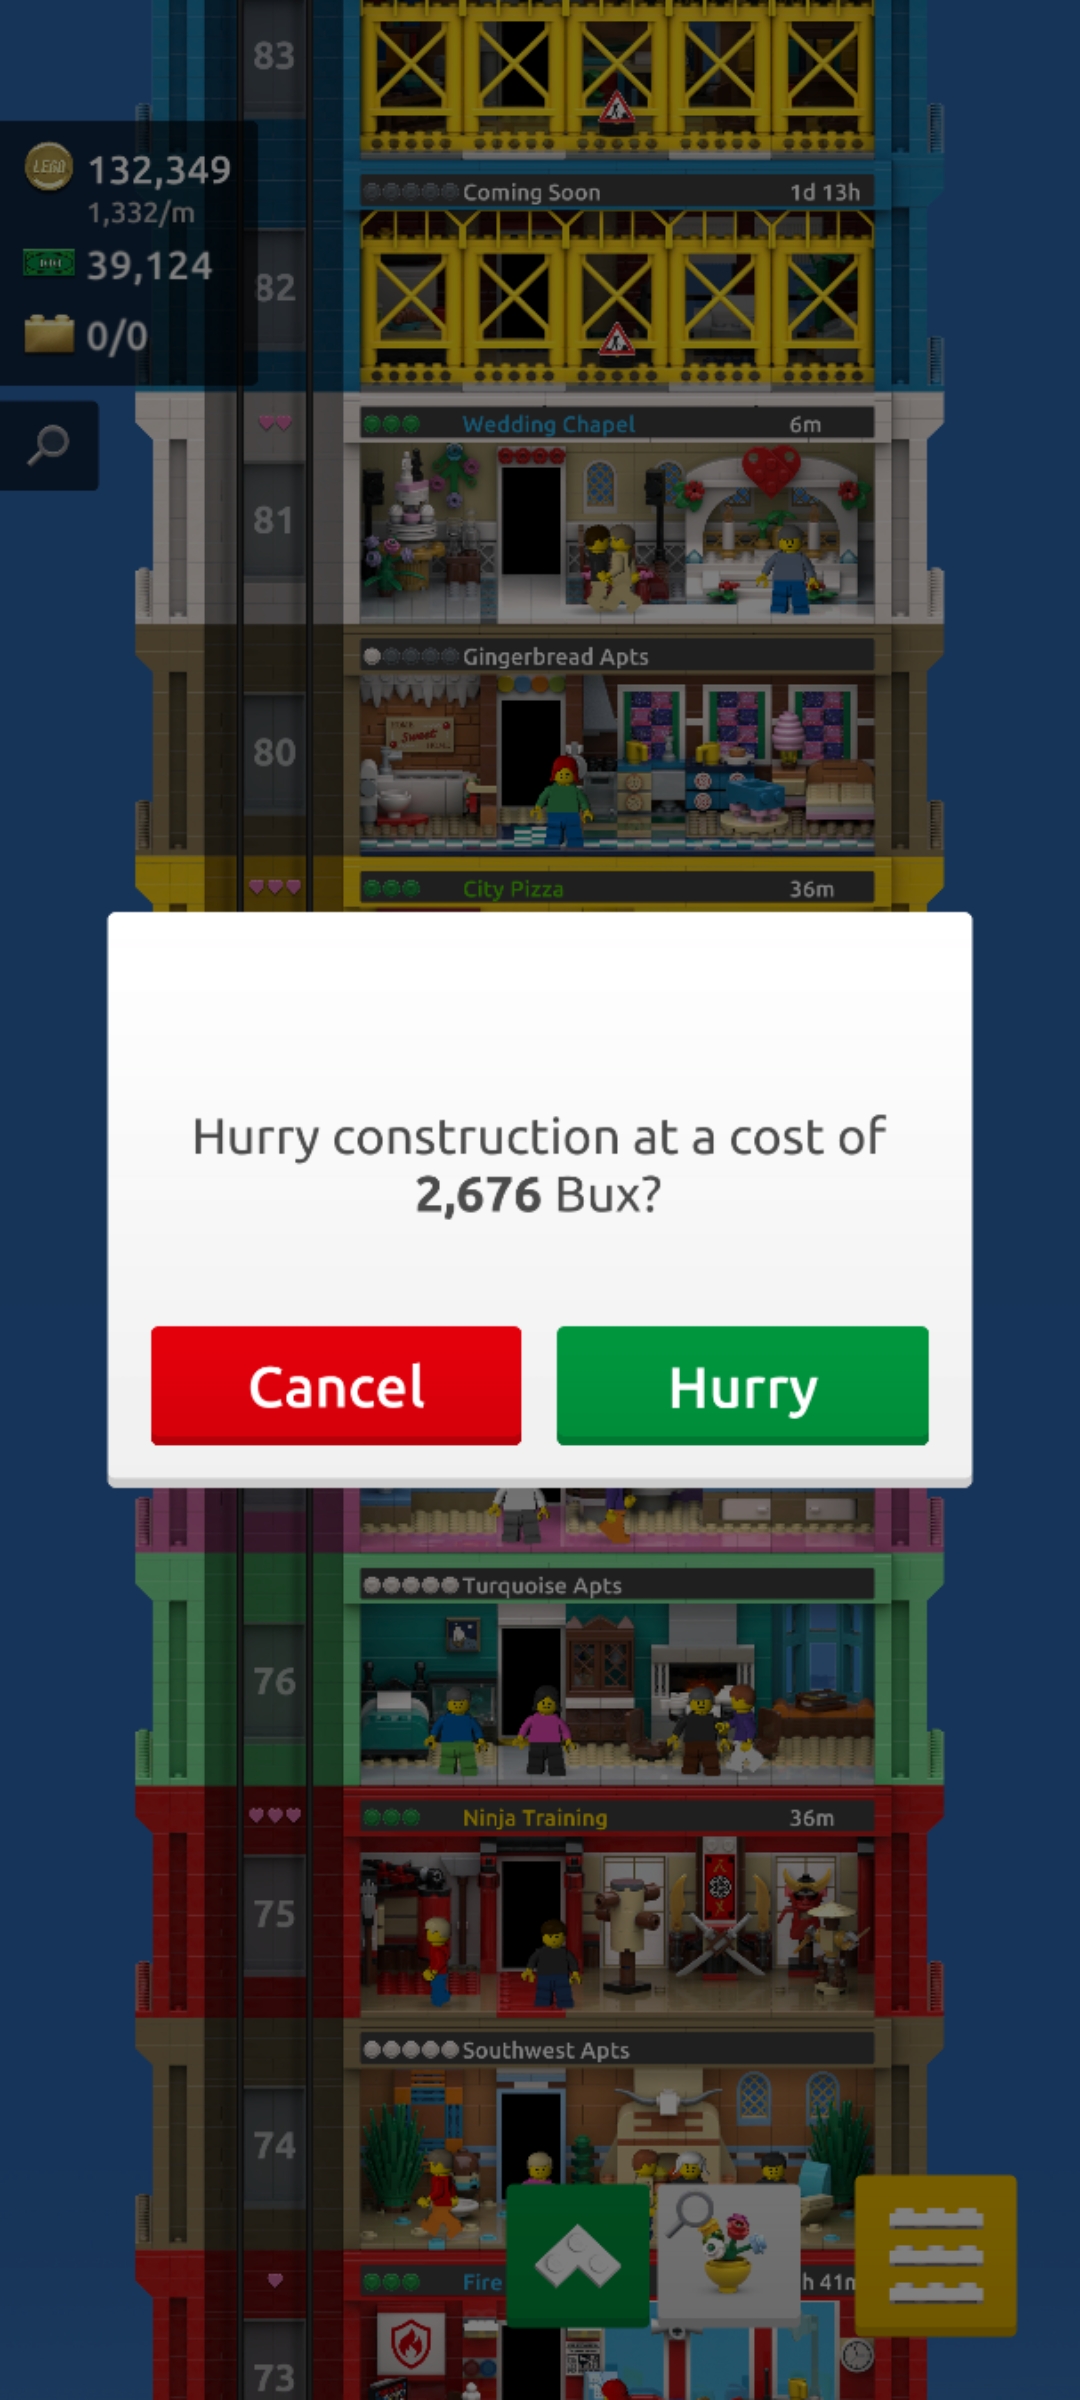 83
LEGO
132,349
1,332/m
39,124
0/0
Coming Soon 1d 13h
82
Wedding Chapel 6m
81
Gingerbread Apts
80
Sweet
City Pizza 36m
Hurry construction at a cost of
2,676 Bux?
Cancel Hurry
Turquoise Apts
76
Ninja Training 36m
75
Southwest Apts
74
Fire h 41m
73